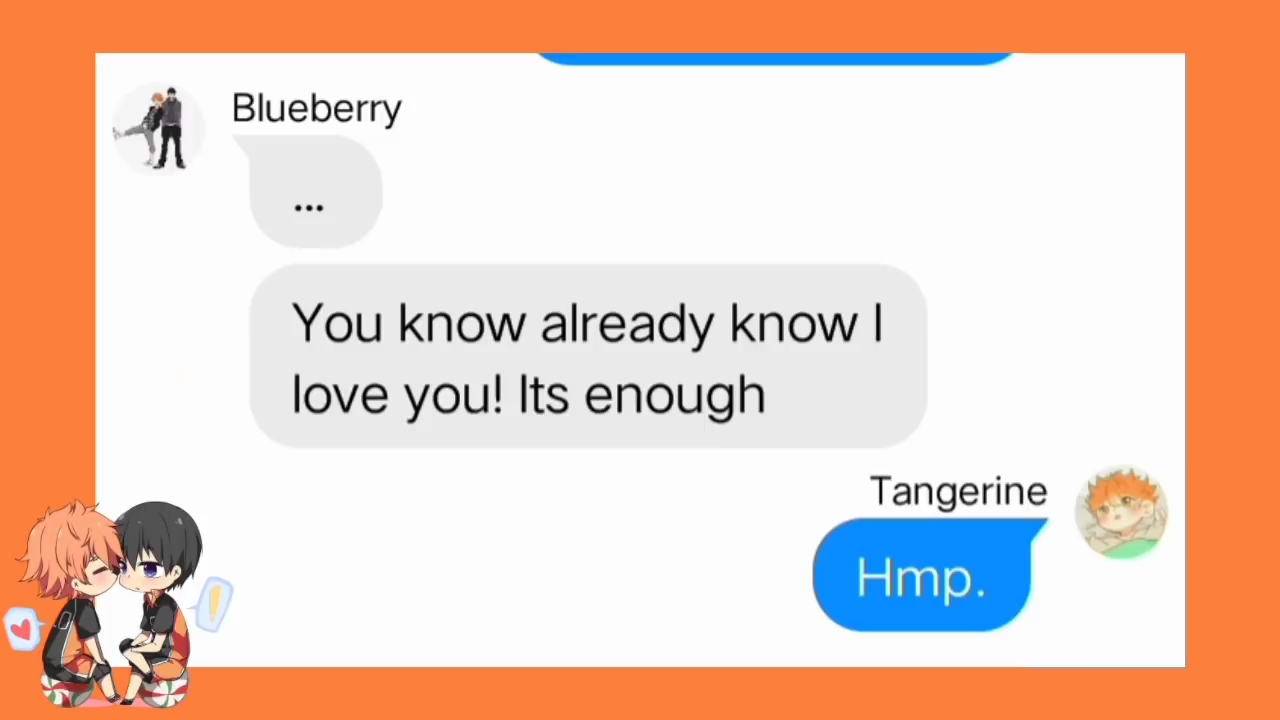 Blueberry
...
You know already know I
love you! Its enough
Tangerine
Hmp.